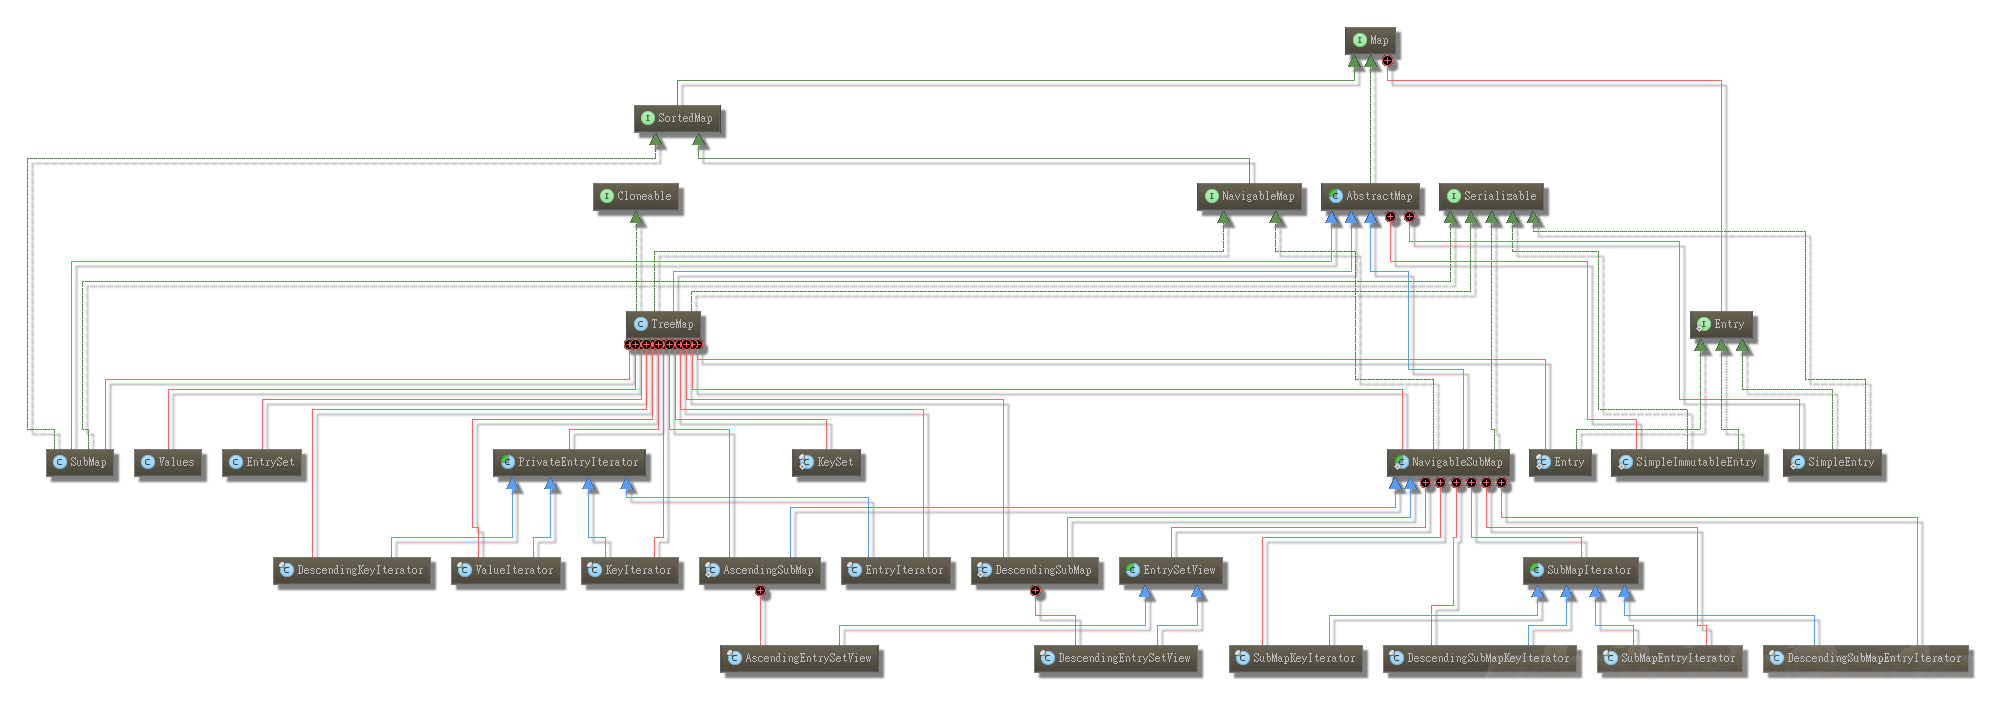 Map
SortedMap
Cloneable
NavigableMap
AbstractMap
Serializable
TreeMap
Entry
SubMap
Values
EntrySet
PrivateEntryIterator
KeySet
NavigableSubMap
Entry
SimpleImmutableEntry
SimpleEntry
DescendingKeyIterator
ValueIterator
KeyIterator
AscendingSubMap
EntryIterator
DescendingSubMap
EntrySetView
SubMapIterator
AscendingEntrySetView
DescendingEntrySetView
SubMapKeyIterator
DescendingSubMapKeyIterator
SubMapEntryIterator
DescendingSubMapEntryIterator